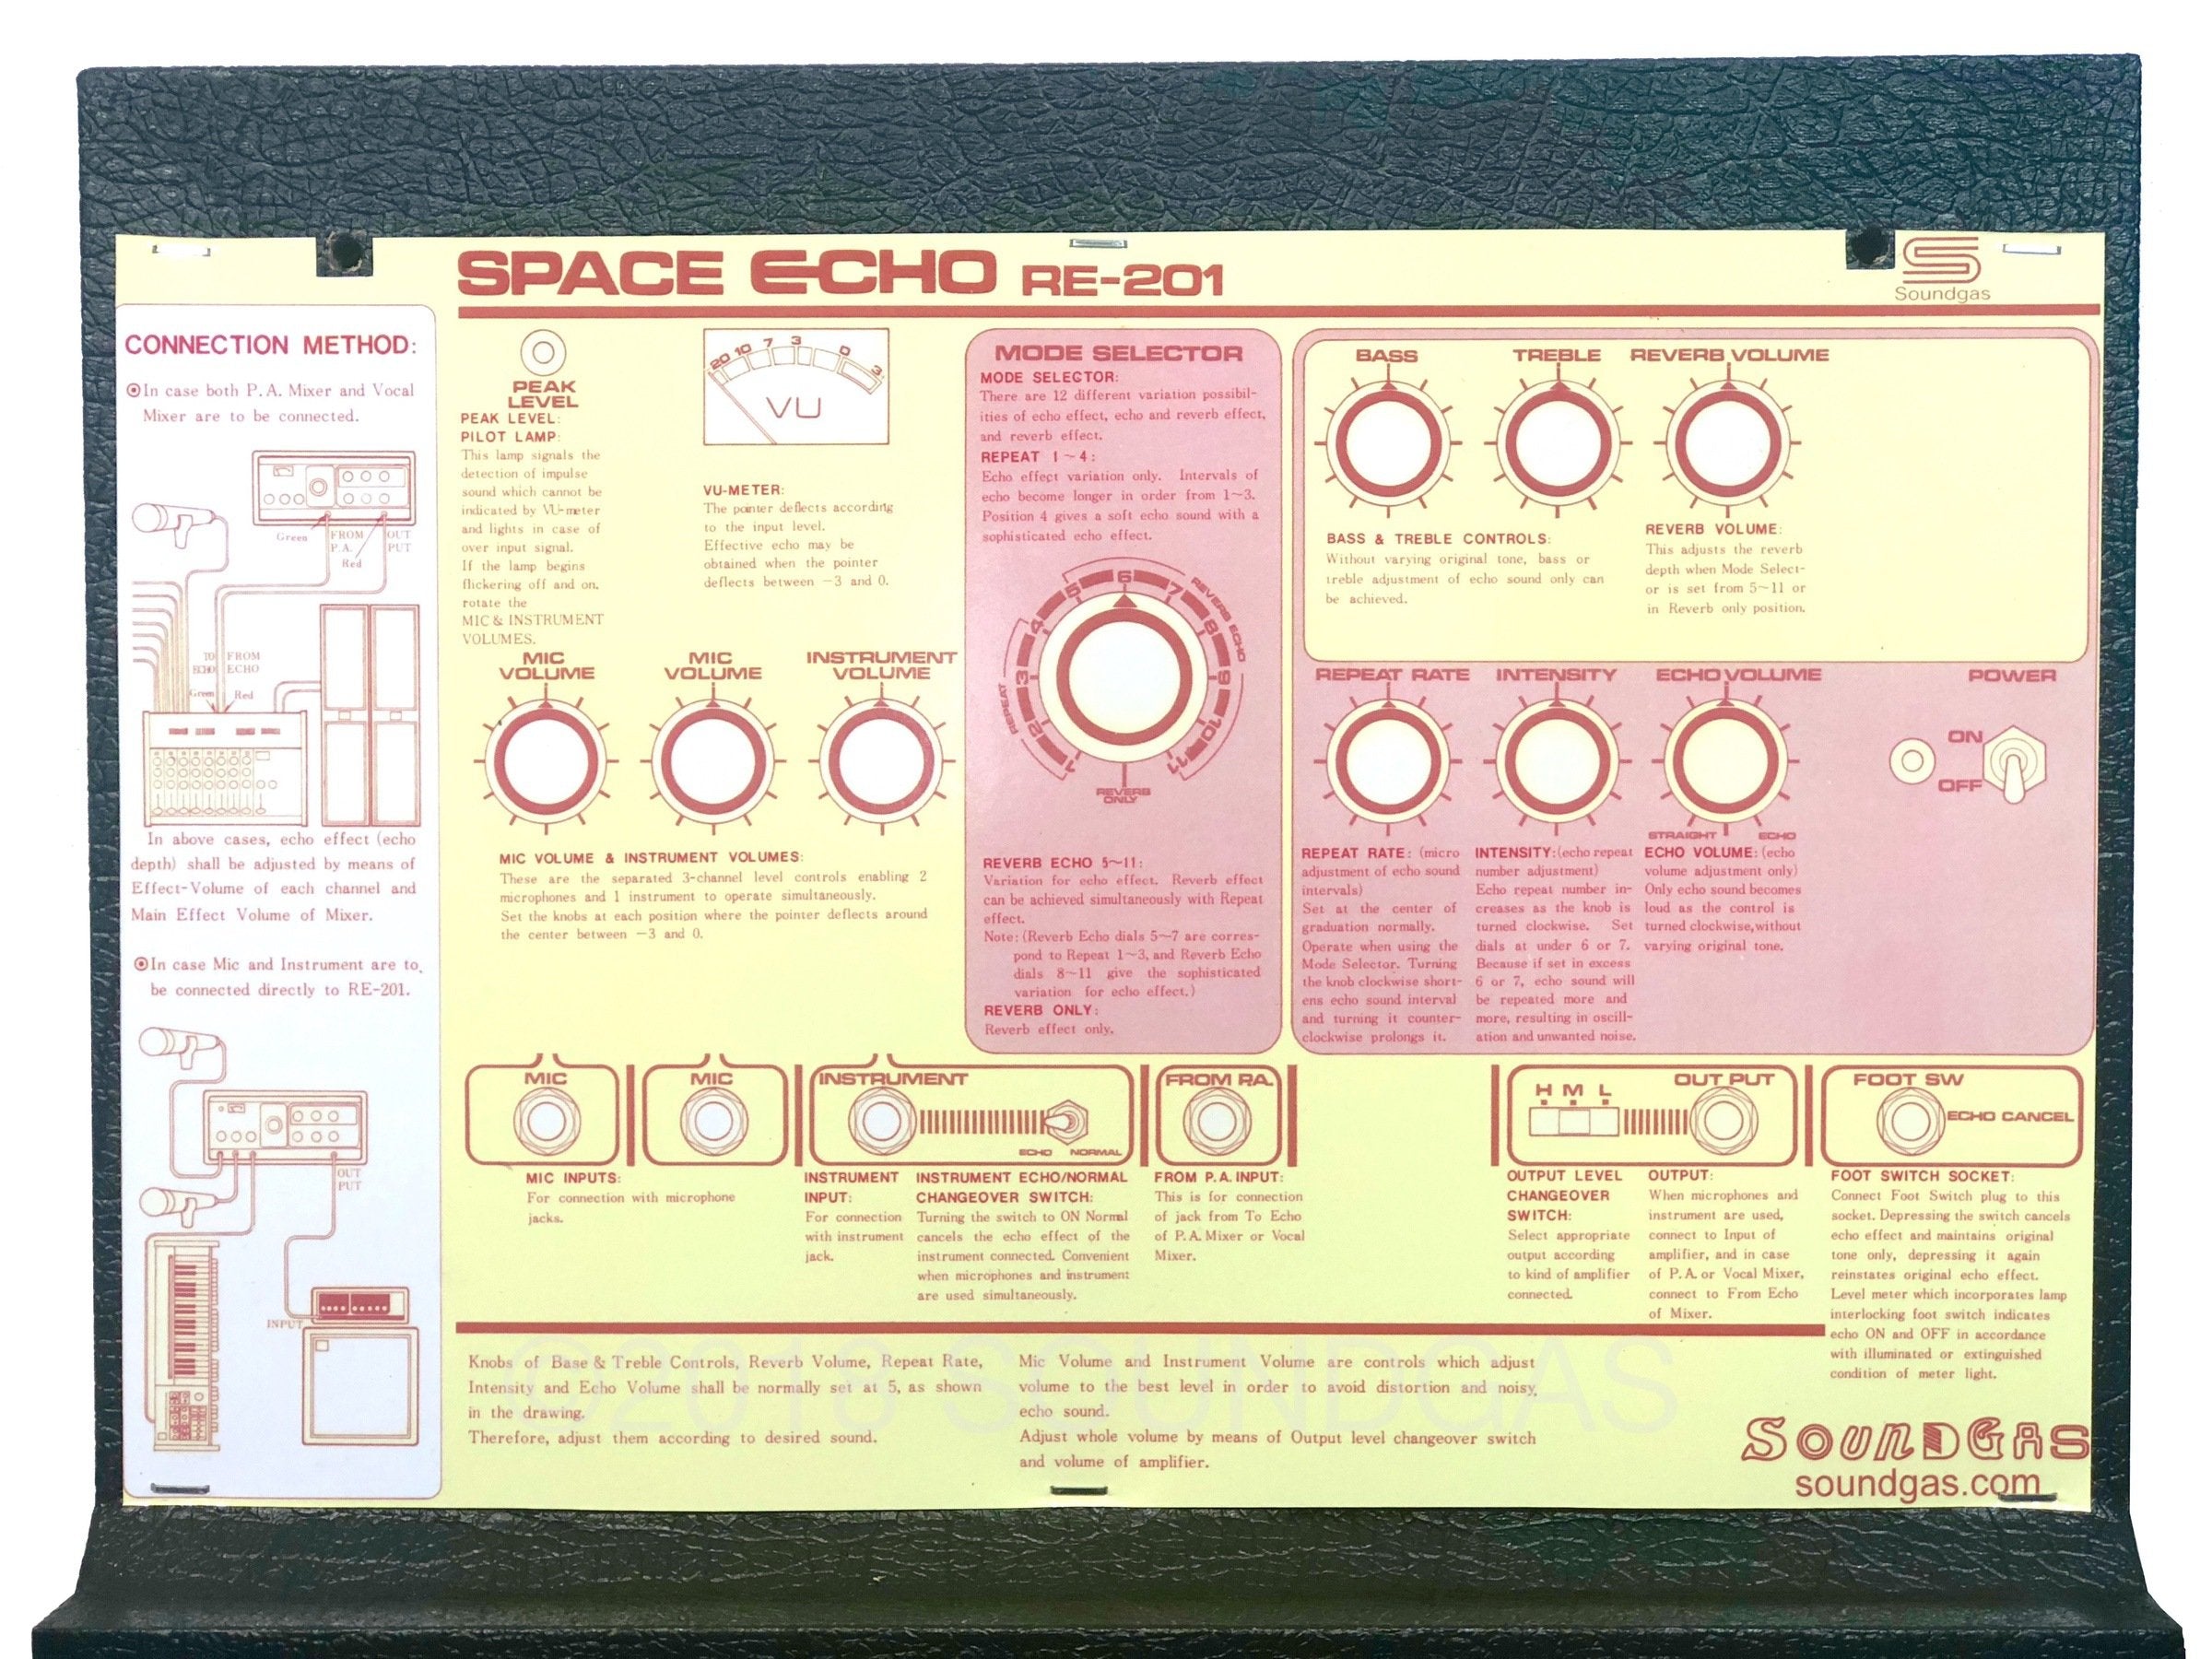 SPACE ECHO RE-201
Soundgas
CONNECTION METHOD:
In case both P.A. Mixer and Vocal
Mixer are to be connected.
Green
FROM
P.A.
Red
OUT
PUT
TO
ECHO
FROM
ECHO
Green
Red
In above cases, echo effect (echo
depth) shall be adjusted by means of
Effect-Volume of each channel and
Main Effect Volume of Mixer.
In case Mic and Instrument are to
be connected directly to RE-201.
OUT
PUT
INPUT
PEAK
LEVEL
PEAK LEVEL:
PILOT LAMP:
This lamp signals the
detection of impulse
sound which cannot be
indicated by VU-meter
and lights in case of
over input signal.
If the lamp begins
flickering off and on,
rotate the
MIC & INSTRUMENT
VOLUMES.
20 10 7 3 0 3
VU
VU-METER:
The pointer deflects according
to the input level.
Effective echo may be
obtained when the pointer
deflects between −3 and 0.
MIC
VOLUME
MIC
VOLUME
INSTRUMENT
VOLUME
MIC VOLUME & INSTRUMENT VOLUMES:
These are the separated 3-channel level controls enabling 2
microphones and 1 instrument to operate simultaneously.
Set the knobs at each position where the pointer deflects around
the center between −3 and 0.
MODE SELECTOR
MODE SELECTOR:
There are 12 different variation possibil-
ities of echo effect, echo and reverb effect,
and reverb effect.
REPEAT 1~4:
Echo effect variation only. Intervals of
echo become longer in order from 1~3.
Position 4 gives a soft echo sound with a
sophisticated echo effect.
1 2 3 4 5 6 7 8 9 10 11
REPEAT
REVERB ECHO
REVERB
ONLY
REVERB ECHO 5~11:
Variation for echo effect. Reverb effect
can be achieved simultaneously with Repeat
effect.
Note: (Reverb Echo dials 5~7 are corres-
pond to Repeat 1~3, and Reverb Echo
dials 8~11 give the sophisticated
variation for echo effect.)
REVERB ONLY:
Reverb effect only.
BASS
TREBLE
REVERB VOLUME
BASS & TREBLE CONTROLS:
Without varying original tone, bass or
treble adjustment of echo sound only can
be achieved.
REVERB VOLUME:
This adjusts the reverb
depth when Mode Select-
or is set from 5~11 or
in Reverb only position.
REPEAT RATE
INTENSITY
ECHO VOLUME
STRAIGHT
ECHO
POWER
ON
OFF
REPEAT RATE: (micro
adjustment of echo sound
intervals)
Set at the center of
graduation normally.
Operate when using the
Mode Selector. Turning
the knob clockwise short-
ens echo sound interval
and turning it counter-
clockwise prolongs it.
INTENSITY: (echo repeat
number adjustment)
Echo repeat number in-
creases as the knob is
turned clockwise. Set
dials at under 6 or 7.
Because if set in excess
6 or 7, echo sound will
be repeated more and
more, resulting in oscill-
ation and unwanted noise.
ECHO VOLUME: (echo
volume adjustment only)
Only echo sound becomes
loud as the control is
turned clockwise, without
varying original tone.
MIC
MIC
INSTRUMENT
ECHO
NORMAL
FROM P.A.
H M L
OUT PUT
FOOT SW
ECHO CANCEL
MIC INPUTS:
For connection with microphone
jacks.
INSTRUMENT
INPUT:
For connection
with instrument
jack.
INSTRUMENT ECHO/NORMAL
CHANGEOVER SWITCH:
Turning the switch to ON Normal
cancels the echo effect of the
instrument connected. Convenient
when microphones and instrument
are used simultaneously.
FROM P.A. INPUT:
This is for connection
of jack from To Echo
of P.A. Mixer or Vocal
Mixer.
OUTPUT LEVEL
CHANGEOVER
SWITCH:
Select appropriate
output according
to kind of amplifier
connected.
OUTPUT:
When microphones and
instrument are used,
connect to Input of
amplifier, and in case
of P.A. or Vocal Mixer,
connect to From Echo
of Mixer.
FOOT SWITCH SOCKET:
Connect Foot Switch plug to this
socket. Depressing the switch cancels
echo effect and maintains original
tone only, depressing it again
reinstates original echo effect.
Level meter which incorporates lamp
interlocking foot switch indicates
echo ON and OFF in accordance
with illuminated or extinguished
condition of meter light.
Knobs of Base & Treble Controls, Reverb Volume, Repeat Rate,
Intensity and Echo Volume shall be normally set at 5, as shown
in the drawing.
Therefore, adjust them according to desired sound.
Mic Volume and Instrument Volume are controls which adjust
volume to the best level in order to avoid distortion and noisy
echo sound.
Adjust whole volume by means of Output level changeover switch
and volume of amplifier.
©2018 SOUNDGAS
SOUNDGAS
soundgas.com